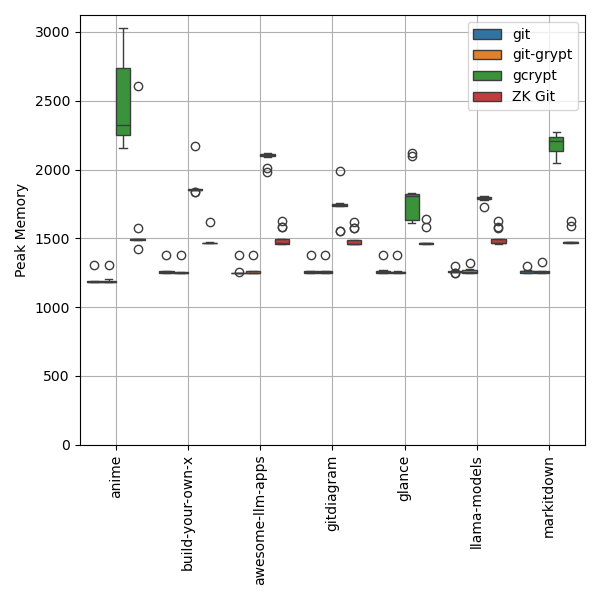 3000
2500
2000
1500
1000
500
0
Peak Memory
git
git-grypt
gcrypt
ZK Git
anime
build-your-own-x
awesome-llm-apps
gitdiagram
glance
llama-models
markitdown